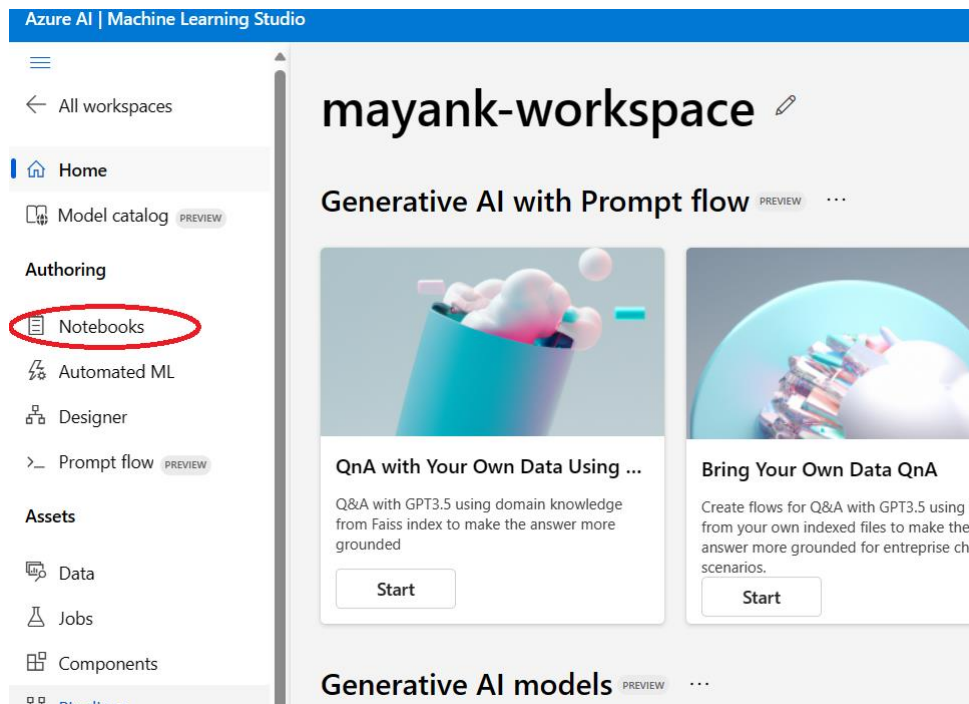 Azure AI | Machine Learning Studio
All workspaces
Home
Model catalog PREVIEW
Authoring
Notebooks
Automated ML
Designer
Prompt flow PREVIEW
Assets
Data
Jobs
Components
mayank-workspace
Generative AI with Prompt flow PREVIEW ...
QnA with Your Own Data Using ...
Q&A with GPT3.5 using domain knowledge
from Faiss index to make the answer more
grounded
Start
Bring Your Own Data QnA
Create flows for Q&A with GPT3.5 using
from your own indexed files to make the
answer more grounded for entreprise ch
scenarios.
Start
Generative AI models PREVIEW ...